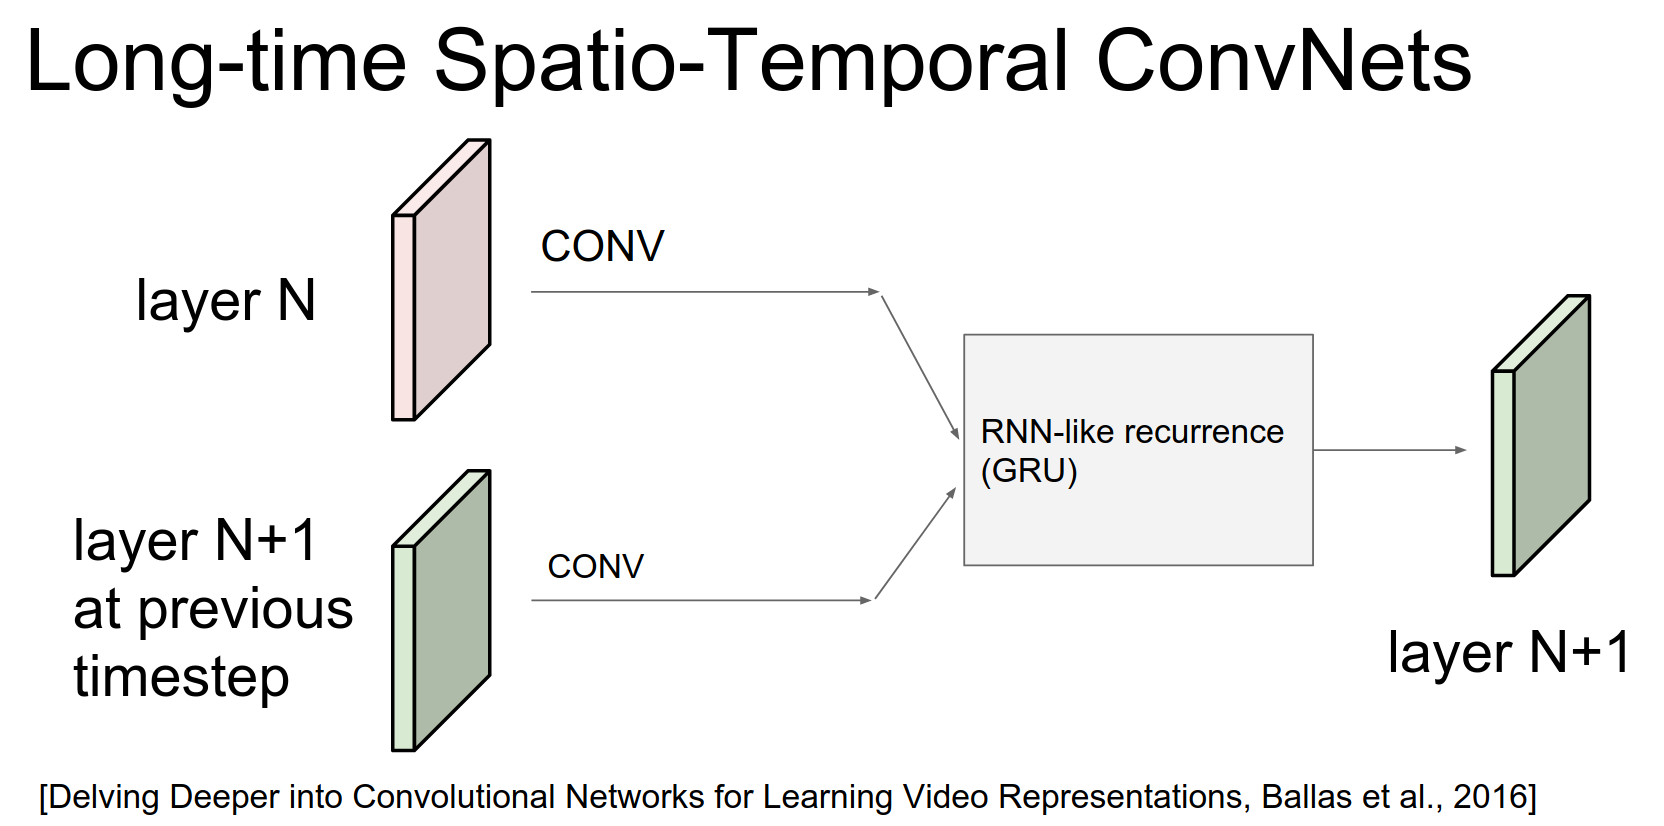 Long-time Spatio-Temporal ConvNets
layer N
CONV
RNN-like recurrence
(GRU)
layer N+1
at previous
timestep
CONV
layer N+1
[Delving Deeper into Convolutional Networks for Learning Video Representations, Ballas et al., 2016]